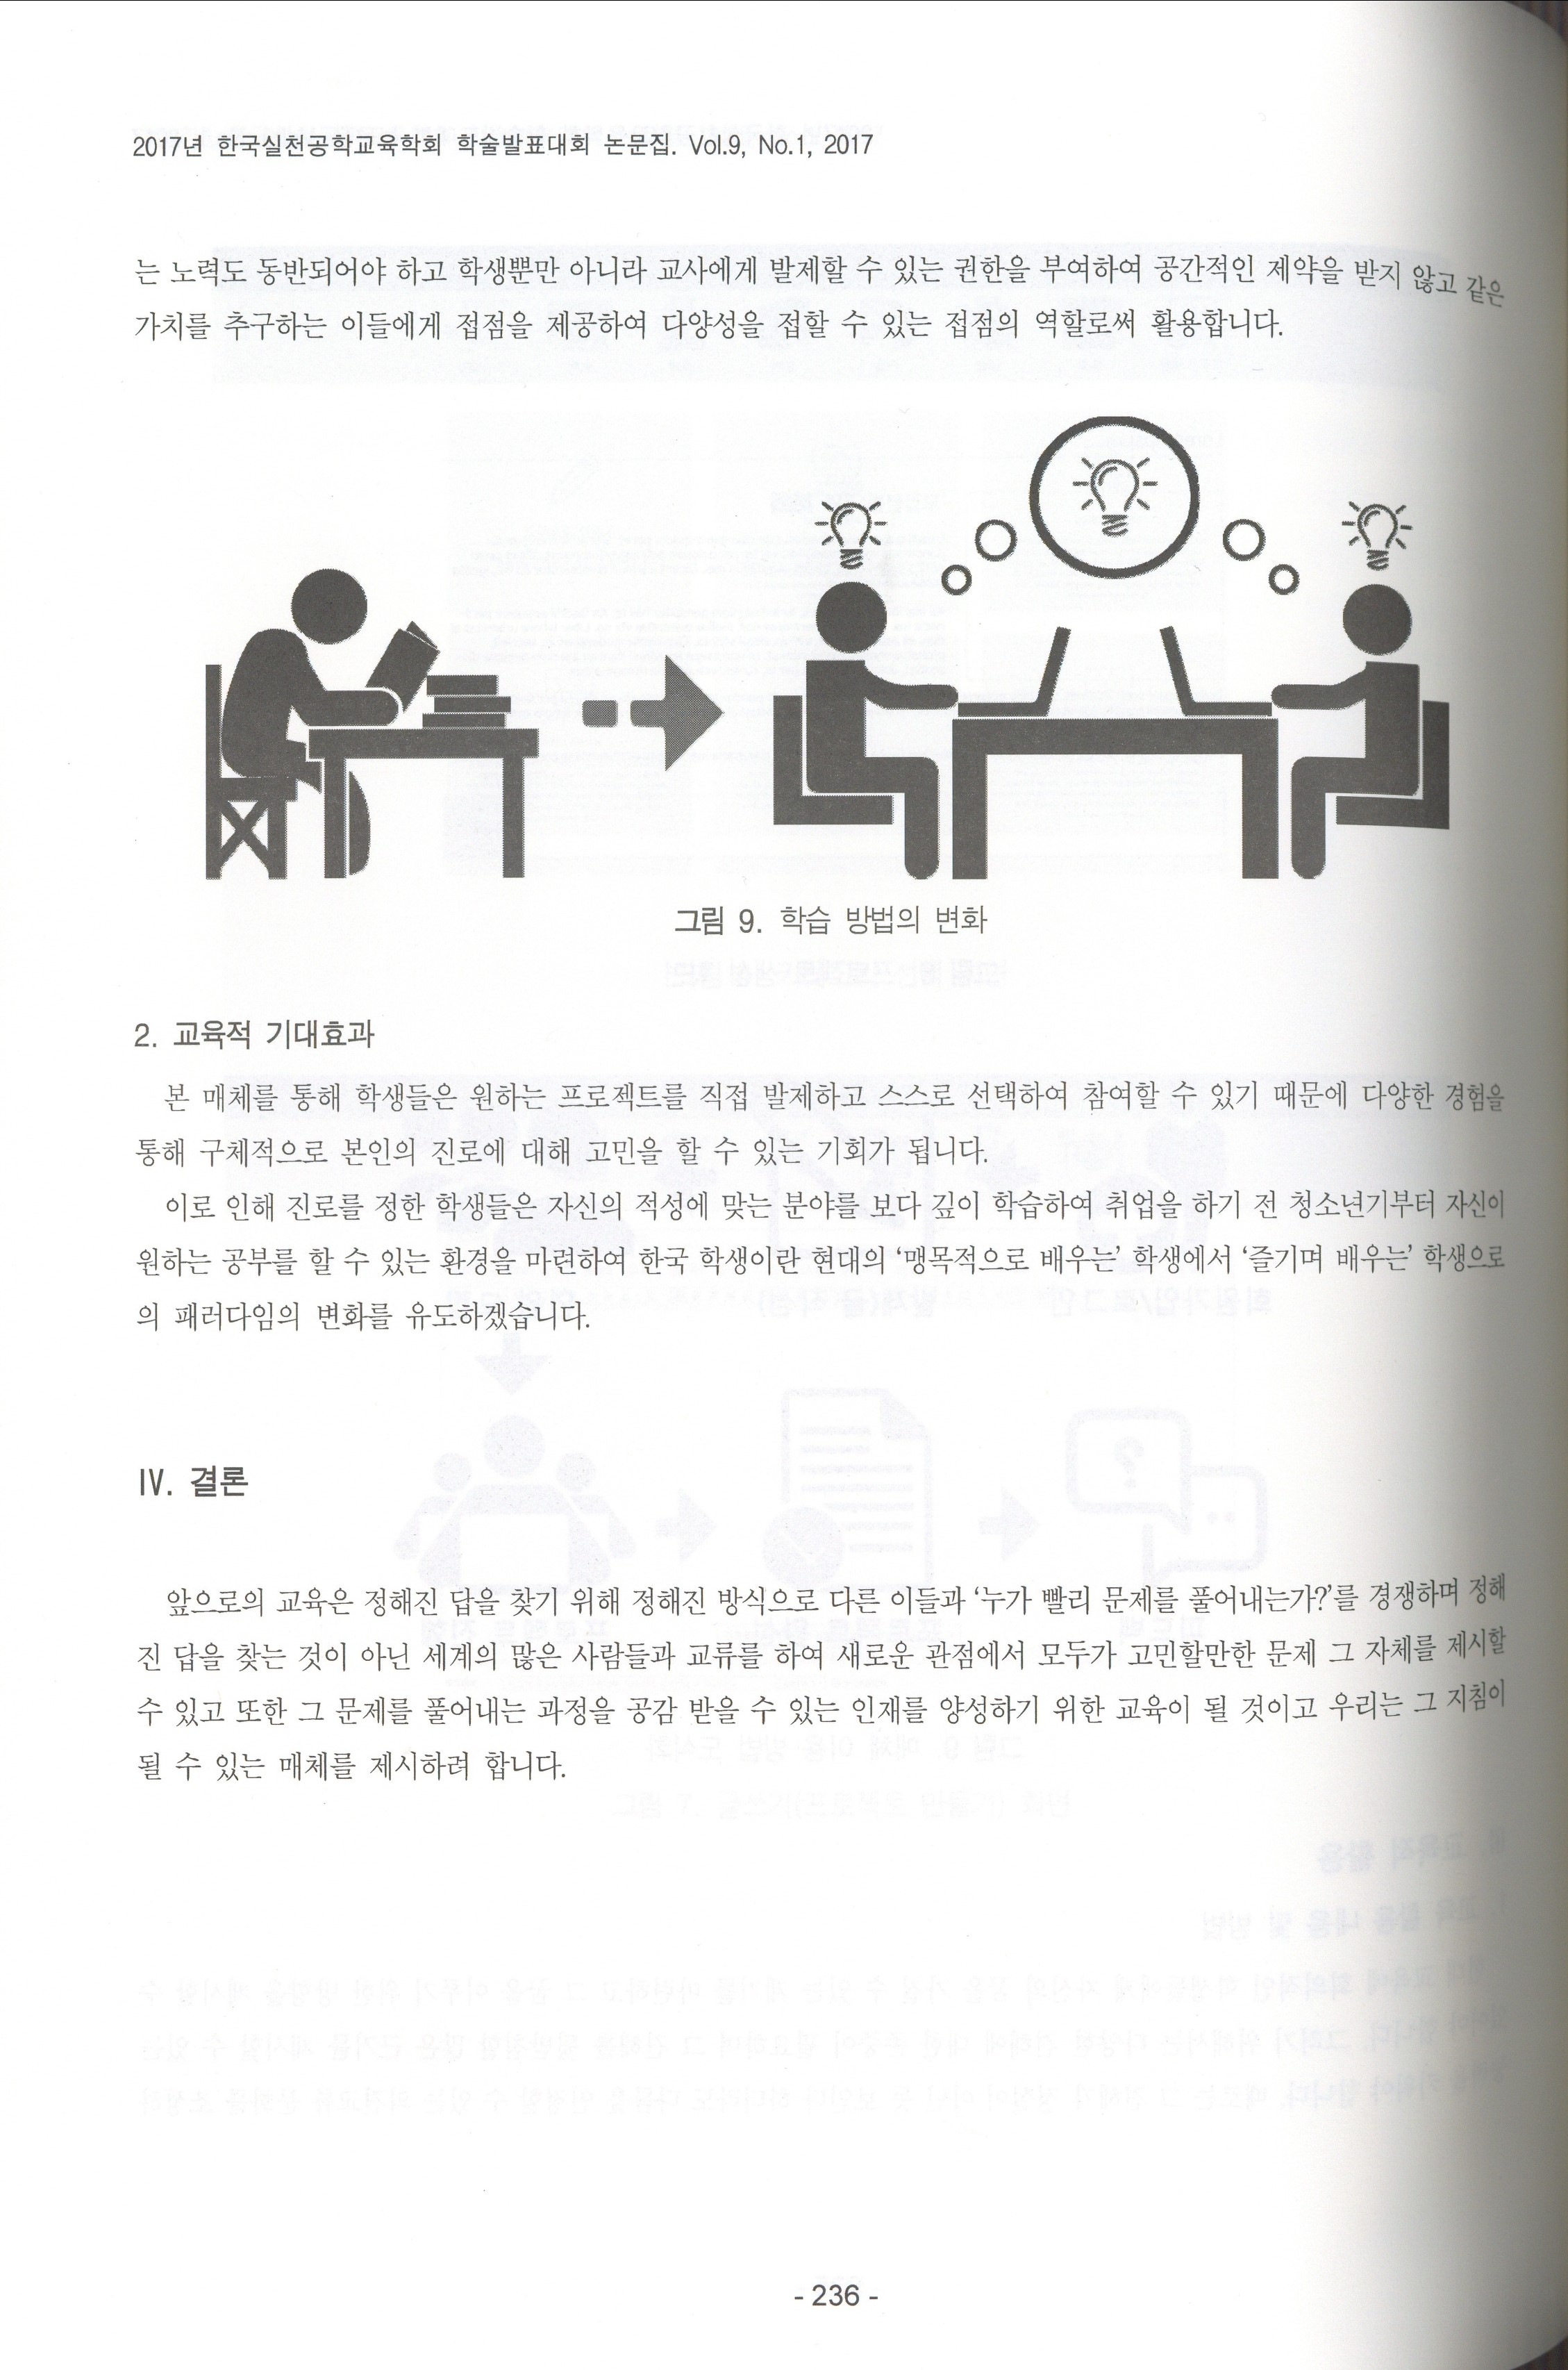 2017년 한국실천공학교육학회 학술발표대회 논문집. Vol.9, No.1, 2017
는 노력도 동반되어야 하고 학생뿐만 아니라 교사에게 발제할 수 있는 권한을 부여하여 공간적인 제약을 받지 않고 같은
가치를 추구하는 이들에게 접점을 제공하여 다양성을 접할 수 있는 접점의 역할로써 활용합니다.
그림 9. 학습 방법의 변화
2. 교육적 기대효과
본 매체를 통해 학생들은 원하는 프로젝트를 직접 발제하고 스스로 선택하여 참여할 수 있기 때문에 다양한 경험을
통해 구체적으로 본인의 진로에 대해 고민을 할 수 있는 기회가 됩니다.
이로 인해 진로를 정한 학생들은 자신의 적성에 맞는 분야를 보다 깊이 학습하여 취업을 하기 전 청소년기부터 자신이
원하는 공부를 할 수 있는 환경을 마련하여 한국 학생이란 현대의 ‘맹목적으로 배우는’ 학생에서 ‘즐기며 배우는’ 학생으로
의 패러다임의 변화를 유도하겠습니다.
Ⅳ. 결론
앞으로의 교육은 정해진 답을 찾기 위해 정해진 방식으로 다른 이들과 ‘누가 빨리 문제를 풀어내는가?’를 경쟁하며 정해
진 답을 찾는 것이 아닌 세계의 많은 사람들과 교류를 하여 새로운 관점에서 모두가 고민할만한 문제 그 자체를 제시할
수 있고 또한 그 문제를 풀어내는 과정을 공감 받을 수 있는 인재를 양성하기 위한 교육이 될 것이고 우리는 그 지침이
될 수 있는 매체를 제시하려 합니다.
- 236 -